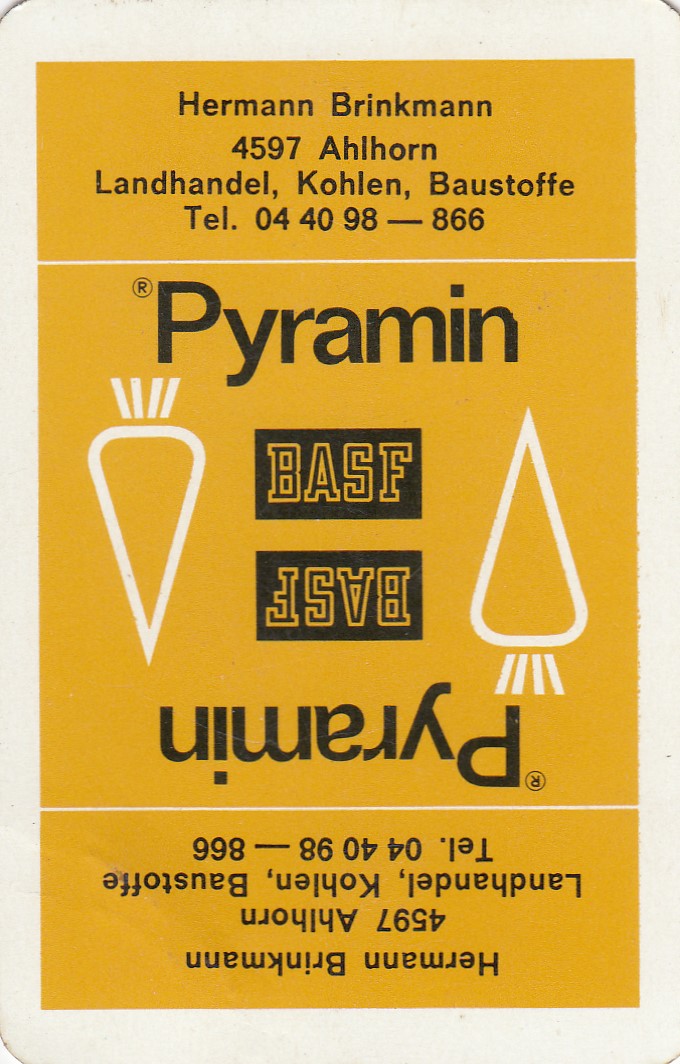 Hermann Brinkmann
4597 Ahlhorn
Landhandel, Kohlen, Baustoffe
Tel. 04 40 98 — 866
®Pyramin
BASF
BASF
®Pyramin
Tel. 04 40 98 — 866
Landhandel, Kohlen, Baustoffe
4597 Ahlhorn
Hermann Brinkmann